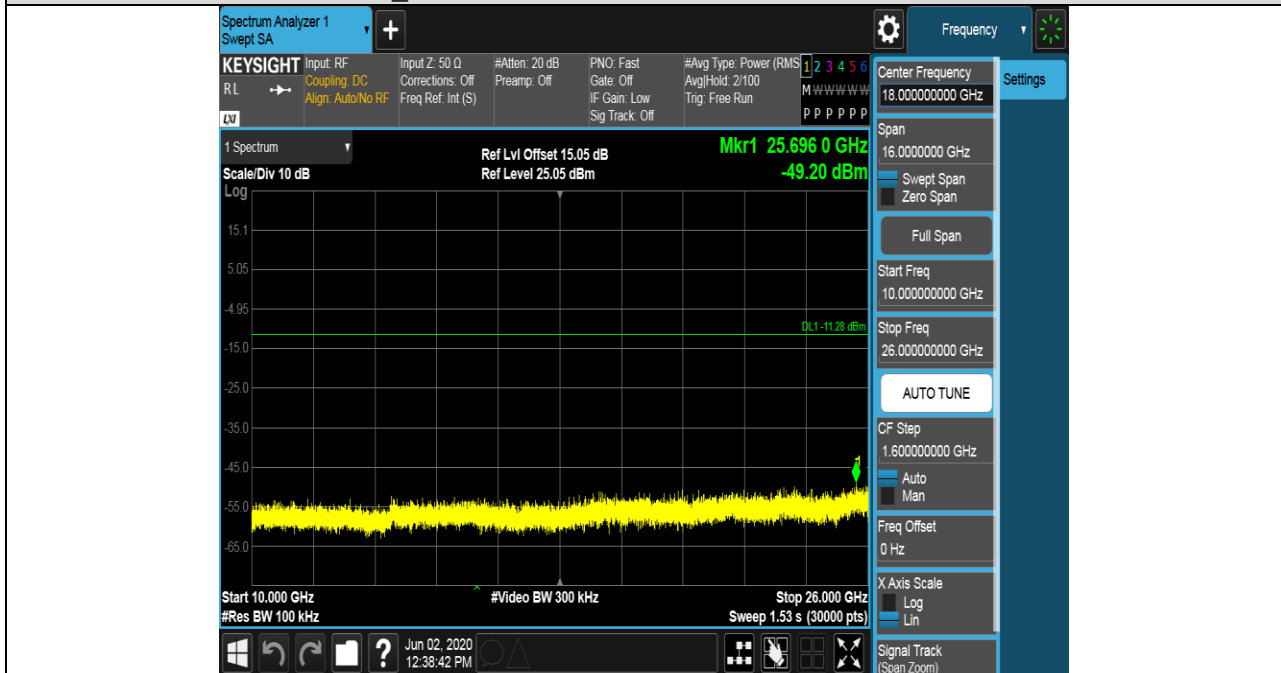 Spectrum Analyzer 1
Swept SA
+
Frequency
KEYSIGHT
RL
LXI
Input: RF
Coupling: DC
Align: Auto/No RF
Input Z: 50 Ω
Corrections: Off
Freq Ref: Int (S)
#Atten: 20 dB
Preamp: Off
PNO: Fast
Gate: Off
IF Gain: Low
Sig Track: Off
#Avg Type: Power (RMS
Avg|Hold: 2/100
Trig: Free Run
1 2 3 4 5 6
M W W W W W
P P P P P P
1 Spectrum
Scale/Div 10 dB
Ref Lvl Offset 15.05 dB
Ref Level 25.05 dBm
Mkr1 25.696 0 GHz
-49.20 dBm
Log
15.1
5.05
-4.95
DL1 -11.28 dBm
-15.0
-25.0
-35.0
-45.0
1
-55.0
-65.0
Start 10.000 GHz
#Video BW 300 kHz
Stop 26.000 GHz
#Res BW 100 kHz
Sweep 1.53 s (30000 pts)
?
Jun 02, 2020
12:38:42 PM
Center Frequency
18.000000000 GHz
Settings
Span
16.0000000 GHz
Swept Span
Zero Span
Full Span
Start Freq
10.000000000 GHz
Stop Freq
26.000000000 GHz
AUTO TUNE
CF Step
1.600000000 GHz
Auto
Man
Freq Offset
0 Hz
X Axis Scale
Log
Lin
Signal Track
(Span Zoom)